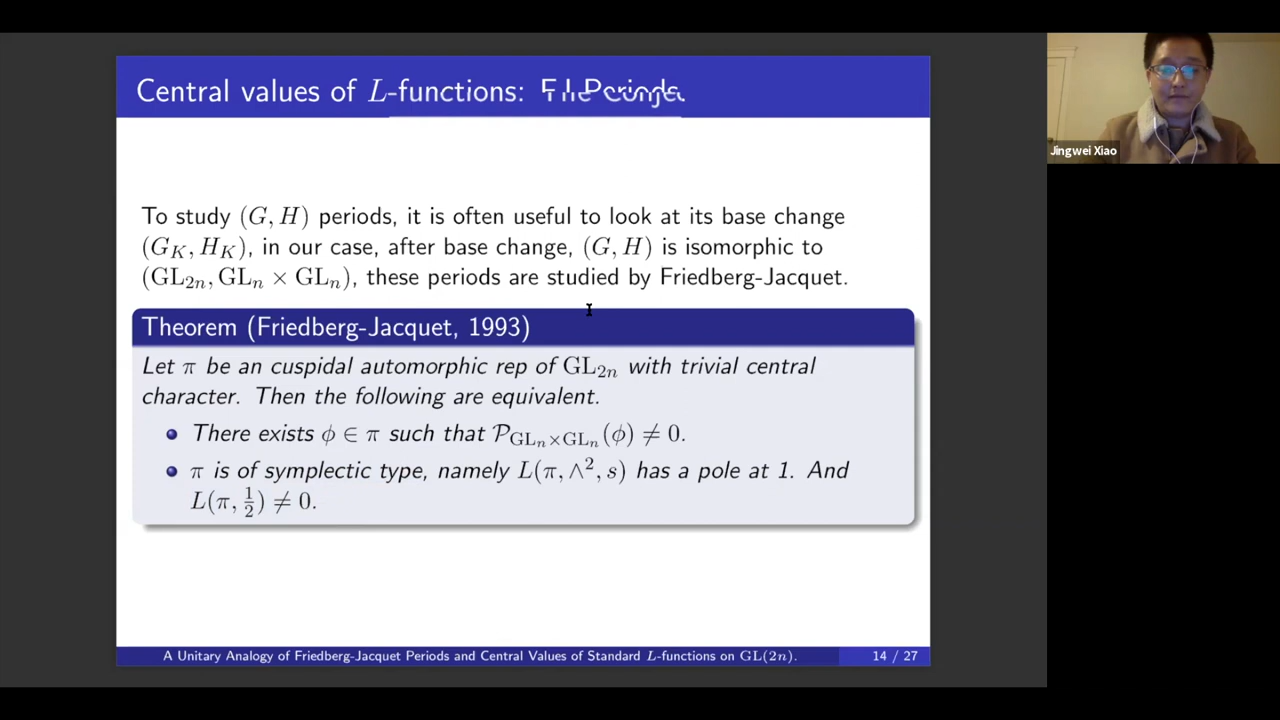 Central values of L-functions:
To study (G, H) periods, it is often useful to look at its base change
(G_K, H_K), in our case, after base change, (G, H) is isomorphic to
(GL_{2n}, GL_n × GL_n), these periods are studied by Friedberg-Jacquet.
Theorem (Friedberg-Jacquet, 1993)
Let π be an cuspidal automorphic rep of GL_{2n} with trivial central
character. Then the following are equivalent.
There exists ϕ ∈ π such that 𝒫_{GL_n×GL_n}(ϕ) ≠ 0.
π is of symplectic type, namely L(π, ∧², s) has a pole at 1. And
L(π, 1/2) ≠ 0.
A Unitary Analogy of Friedberg-Jacquet Periods and Central Values of Standard L-functions on GL(2n).
14 / 27
Jingwei Xiao